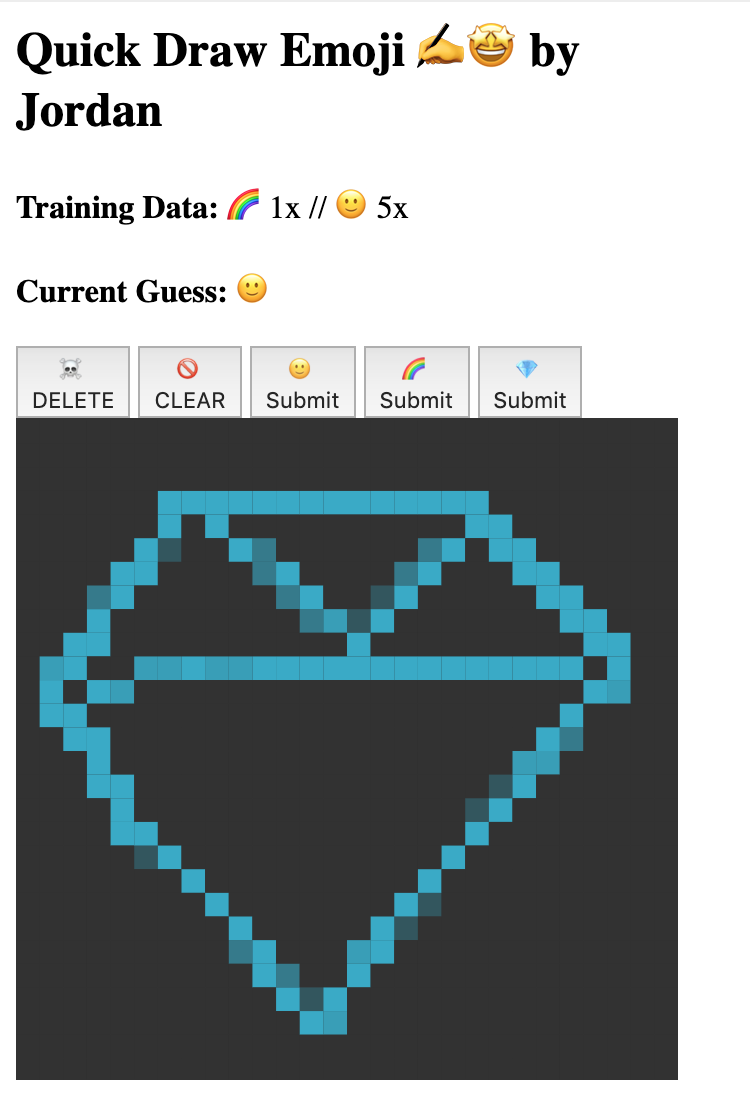 Quick Draw Emoji ✍️🤩 by
Jordan
Training Data: 🌈 1x // 🙂 5x
Current Guess: 🙂
☠️ 🚫 🙂 🌈 💎
DELETE CLEAR Submit Submit Submit